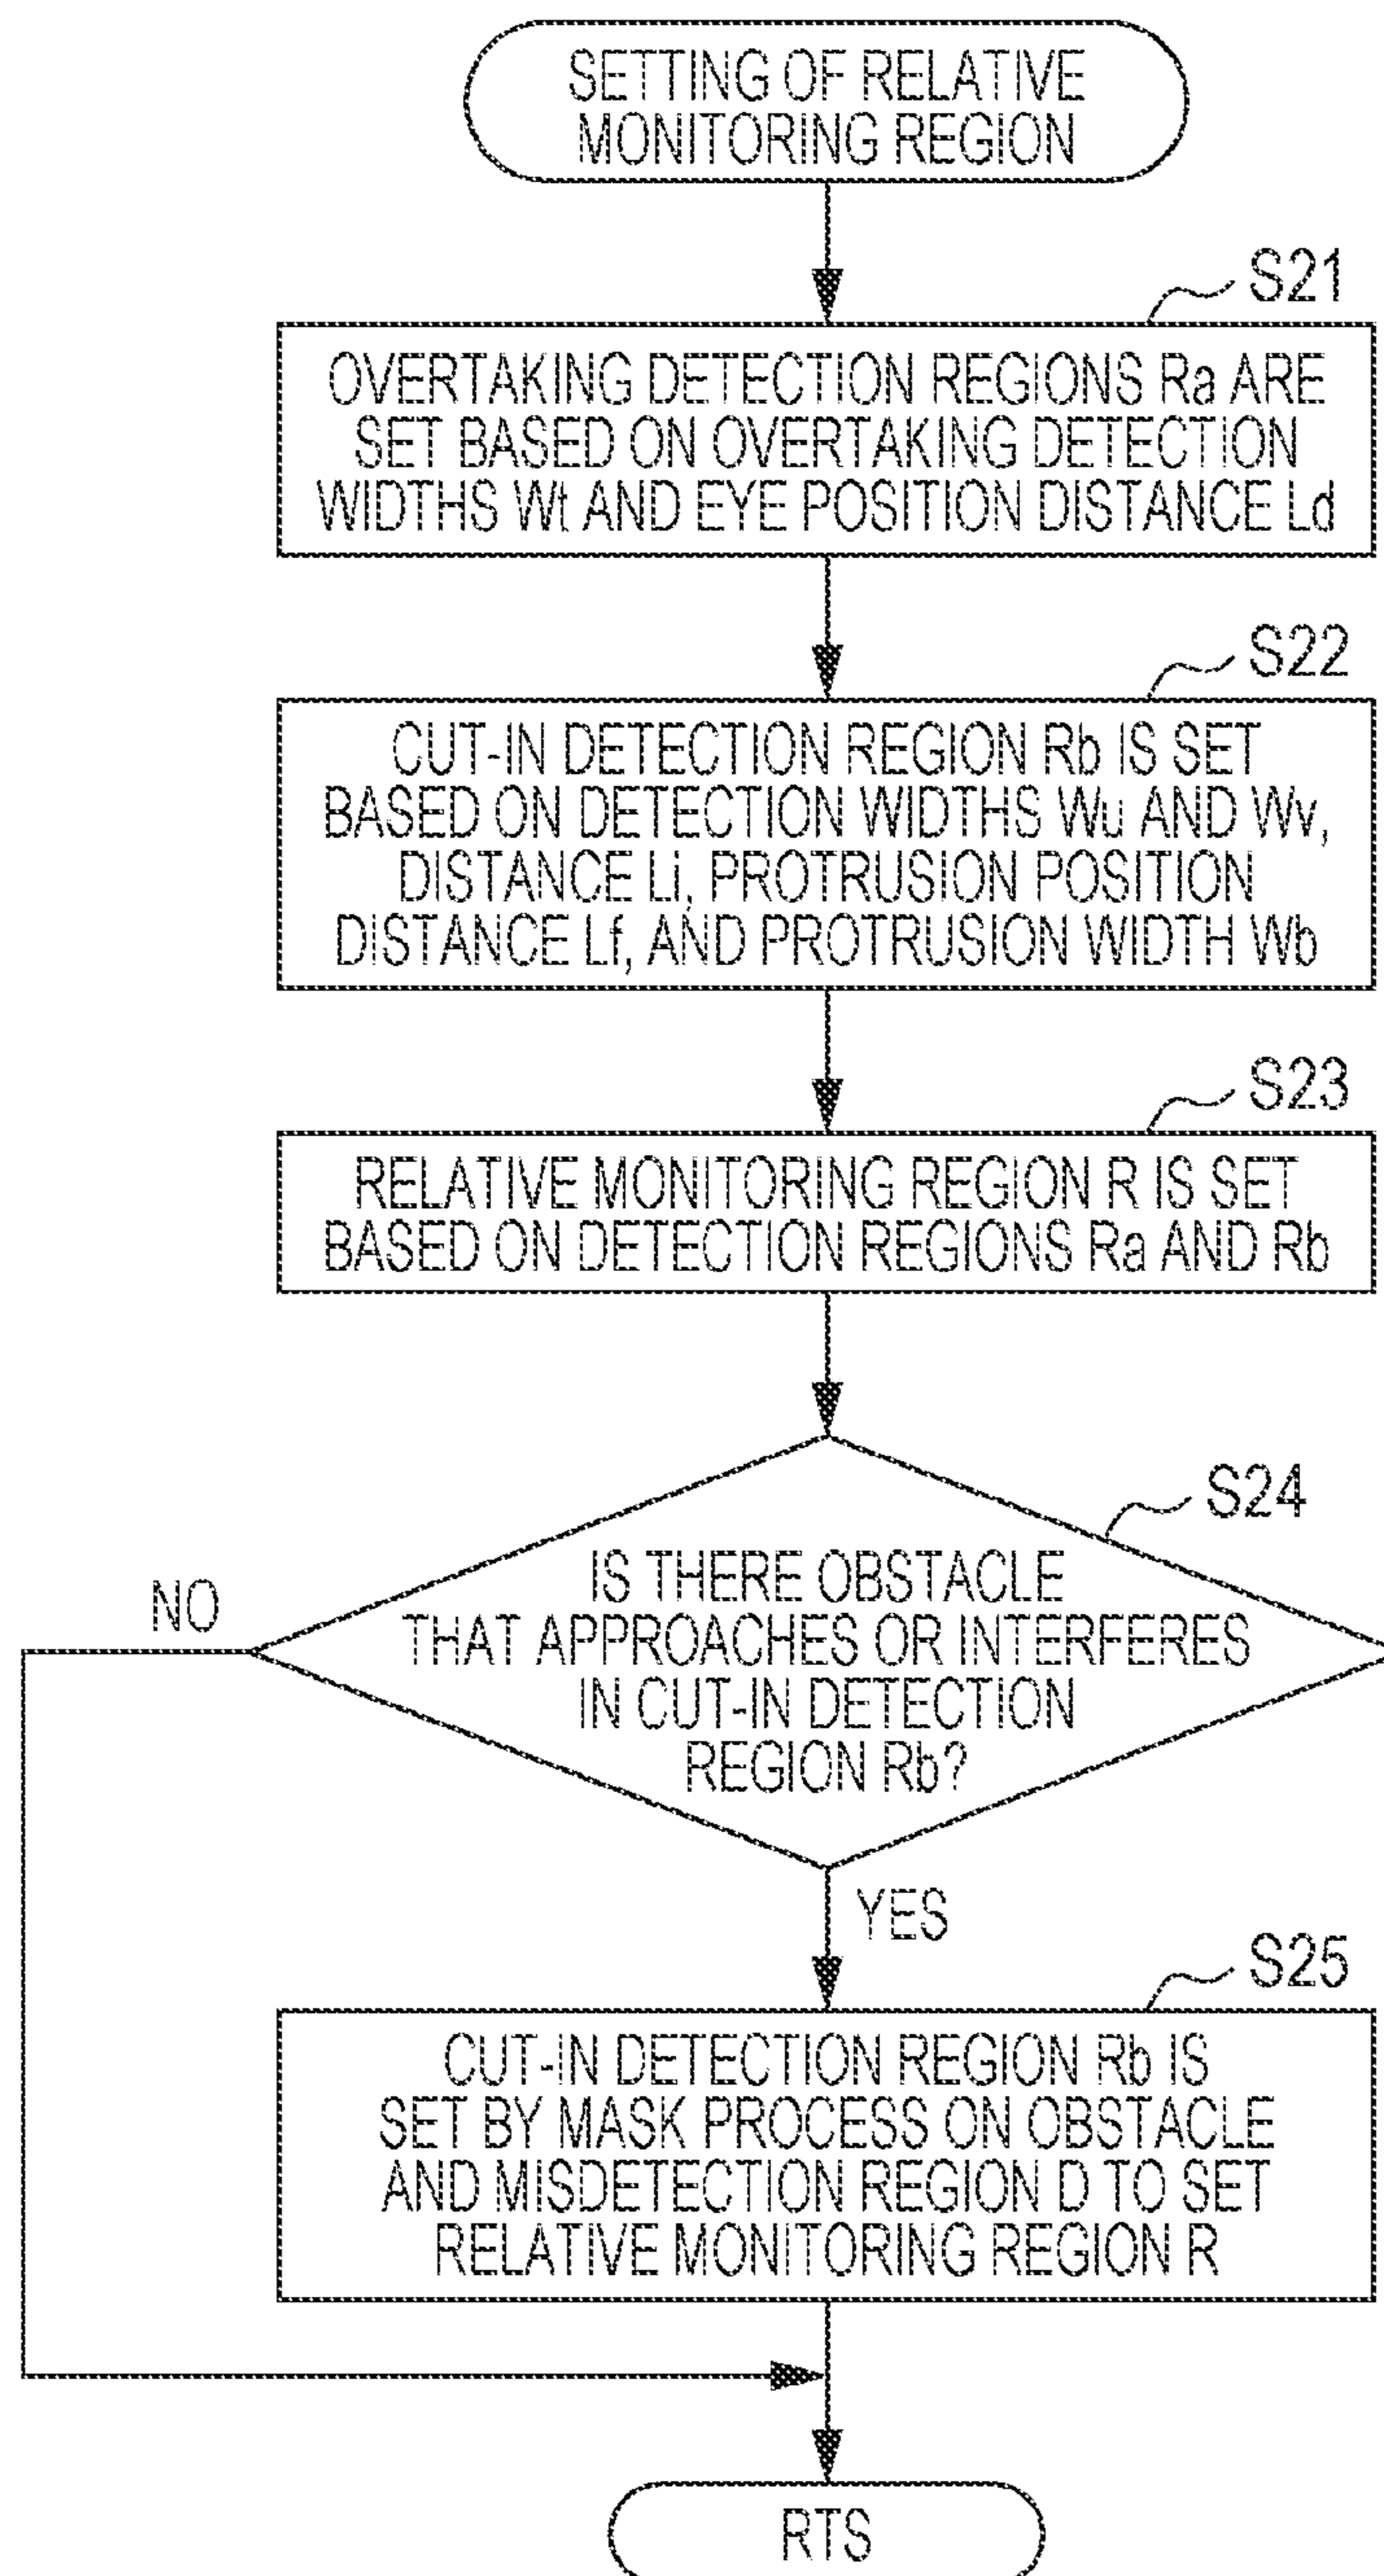 SETTING OF RELATIVE
MONITORING REGION
S21
OVERTAKING DETECTION REGIONS Ra ARE
SET BASED ON OVERTAKING DETECTION
WIDTHS Wt AND EYE POSITION DISTANCE Ld
S22
CUT-IN DETECTION REGION Rb IS SET
BASED ON DETECTION WIDTHS Wu AND Wv,
DISTANCE Li, PROTRUSION POSITION
DISTANCE Lf, AND PROTRUSION WIDTH Wb
S23
RELATIVE MONITORING REGION R IS SET
BASED ON DETECTION REGIONS Ra AND Rb
S24
IS THERE OBSTACLE
THAT APPROACHES OR INTERFERES
IN CUT-IN DETECTION
REGION Rb?
NO
YES
S25
CUT-IN DETECTION REGION Rb IS
SET BY MASK PROCESS ON OBSTACLE
AND MISDETECTION REGION D TO SET
RELATIVE MONITORING REGION R
RTS